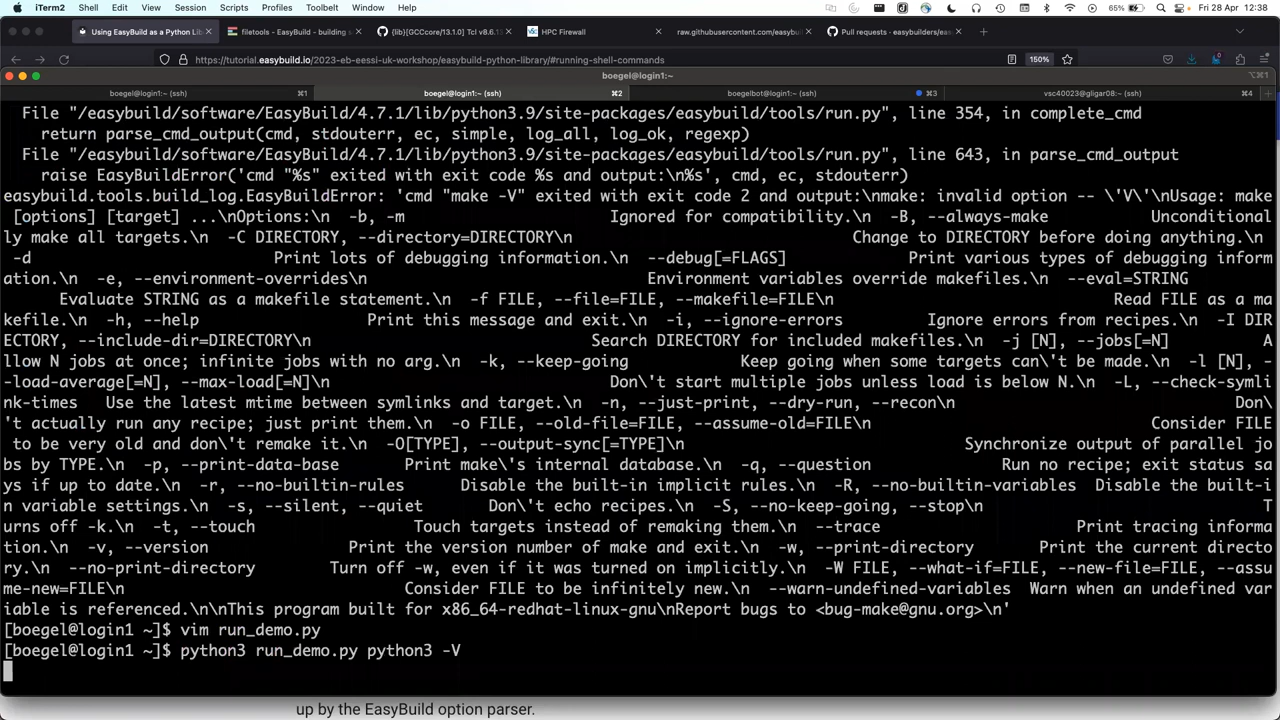 iTerm2 Shell Edit View Session Scripts Profiles Toolbelt Window Help 65% Fri 28 Apr 12:38
Using EasyBuild as a Python Lib filetools - EasyBuild - building s {lib}[GCCcore/13.1.0] Tcl v8.6.13 HPC Firewall raw.githubusercontent.com/easybui Pull requests · easybuilders/eas
https://tutorial.easybuild.io/2023-eb-eessi-uk-workshop/easybuild-python-library/#running-shell-commands 150%
boegel@login1:~ ⌥⌘1
boegel@login1:~ (ssh) ⌘1 boegel@login1:~ (ssh) ⌘2 boegelbot@login1:~ (ssh) ⌘3 vsc40023@gligar08:~ (ssh) ⌘4
File "/easybuild/software/EasyBuild/4.7.1/lib/python3.9/site-packages/easybuild/tools/run.py", line 354, in complete_cmd
return parse_cmd_output(cmd, stdouterr, ec, simple, log_all, log_ok, regexp)
File "/easybuild/software/EasyBuild/4.7.1/lib/python3.9/site-packages/easybuild/tools/run.py", line 643, in parse_cmd_output
raise EasyBuildError('cmd "%s" exited with exit code %s and output:\n%s', cmd, ec, stdouterr)
easybuild.tools.build_log.EasyBuildError: 'cmd "make -V" exited with exit code 2 and output:\nmake: invalid option -- \'V\'\nUsage: make
[options] [target] ...\nOptions:\n -b, -m Ignored for compatibility.\n -B, --always-make Unconditional
ly make all targets.\n -C DIRECTORY, --directory=DIRECTORY\n Change to DIRECTORY before doing anything.\n
-d Print lots of debugging information.\n --debug[=FLAGS] Print various types of debugging inform
ation.\n -e, --environment-overrides\n Environment variables override makefiles.\n --eval=STRING
Evaluate STRING as a makefile statement.\n -f FILE, --file=FILE, --makefile=FILE\n Read FILE as a ma
kefile.\n -h, --help Print this message and exit.\n -i, --ignore-errors Ignore errors from recipes.\n -I DIR
ECTORY, --include-dir=DIRECTORY\n Search DIRECTORY for included makefiles.\n -j [N], --jobs[=N] A
llow N jobs at once; infinite jobs with no arg.\n -k, --keep-going Keep going when some targets can\'t be made.\n -l [N], -
-load-average[=N], --max-load[=N]\n Don\'t start multiple jobs unless load is below N.\n -L, --check-symli
nk-times Use the latest mtime between symlinks and target.\n -n, --just-print, --dry-run, --recon\n Don\
't actually run any recipe; just print them.\n -o FILE, --old-file=FILE, --assume-old=FILE\n Consider FILE
to be very old and don\'t remake it.\n -O[TYPE], --output-sync[=TYPE]\n Synchronize output of parallel jo
bs by TYPE.\n -p, --print-data-base Print make\'s internal database.\n -q, --question Run no recipe; exit status sa
ys if up to date.\n -r, --no-builtin-rules Disable the built-in implicit rules.\n -R, --no-builtin-variables Disable the built-i
n variable settings.\n -s, --silent, --quiet Don\'t echo recipes.\n -S, --no-keep-going, --stop\n T
urns off -k.\n -t, --touch Touch targets instead of remaking them.\n --trace Print tracing informa
tion.\n -v, --version Print the version number of make and exit.\n -w, --print-directory Print the current directo
ry.\n --no-print-directory Turn off -w, even if it was turned on implicitly.\n -W FILE, --what-if=FILE, --new-file=FILE, --assu
me-new=FILE\n Consider FILE to be infinitely new.\n --warn-undefined-variables Warn when an undefined var
iable is referenced.\n\nThis program built for x86_64-redhat-linux-gnu\nReport bugs to <bug-make@gnu.org>\n'
[boegel@login1 ~]$ vim run_demo.py
[boegel@login1 ~]$ python3 run_demo.py python3 -V
up by the EasyBuild option parser.